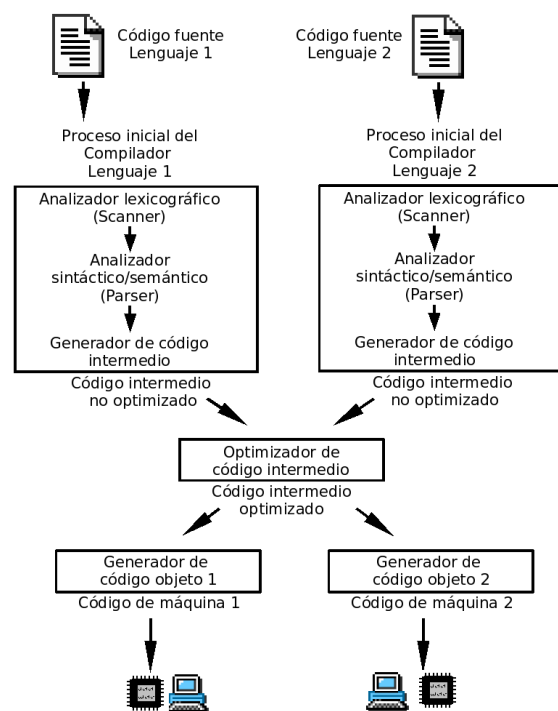 Código fuente
Lenguaje 1
Código fuente
Lenguaje 2
Proceso inicial del
Compilador
Lenguaje 1
Proceso inicial del
Compilador
Lenguaje 2
Analizador lexicográfico
(Scanner)
Analizador
sintáctico/semántico
(Parser)
Generador de código
intermedio
Analizador lexicográfico
(Scanner)
Analizador
sintáctico/semántico
(Parser)
Generador de código
intermedio
Código intermedio
no optimizado
Código intermedio
no optimizado
Optimizador de
código intermedio
Código intermedio
optimizado
Generador de
código objeto 1
Generador de
código objeto 2
Código de máquina 1
Código de máquina 2